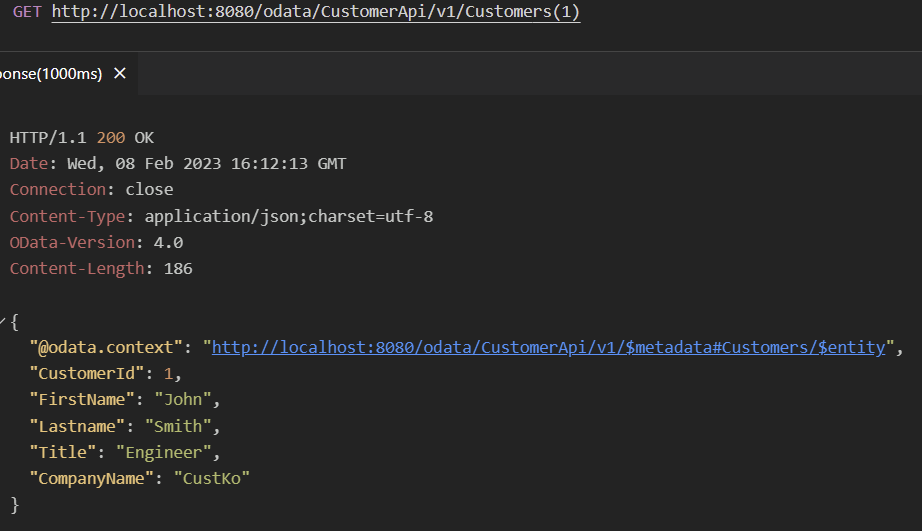 GET http://localhost:8080/odata/CustomerApi/v1/Customers(1)
onse(1000ms) ×
HTTP/1.1 200 OK
Date: Wed, 08 Feb 2023 16:12:13 GMT
Connection: close
Content-Type: application/json;charset=utf-8
OData-Version: 4.0
Content-Length: 186
{
"@odata.context": "http://localhost:8080/odata/CustomerApi/v1/$metadata#Customers/$entity",
"CustomerId": 1,
"FirstName": "John",
"Lastname": "Smith",
"Title": "Engineer",
"CompanyName": "CustKo"
}